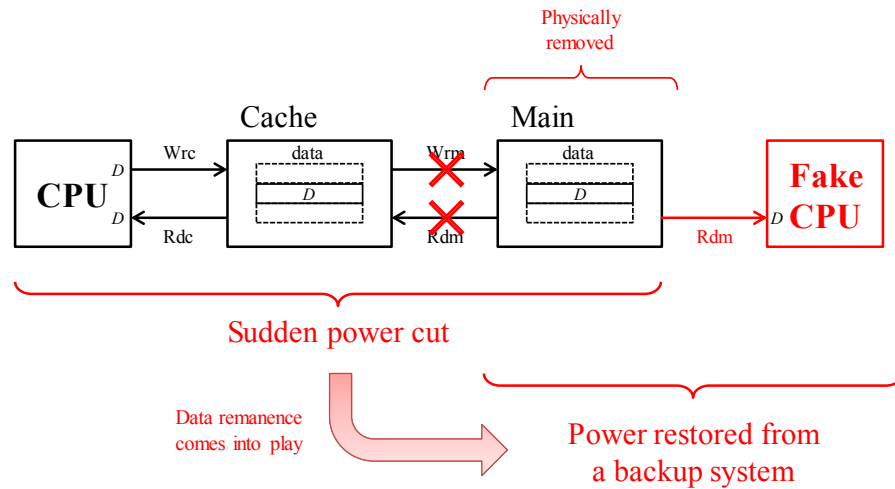 Physically
removed
Cache
Main
Wrc
data
Wrm
data
D
CPU
D
D
D
Fake
CPU
D
Rdc
Rdm
Rdm
Sudden power cut
Data remanence
comes into play
Power restored from
a backup system